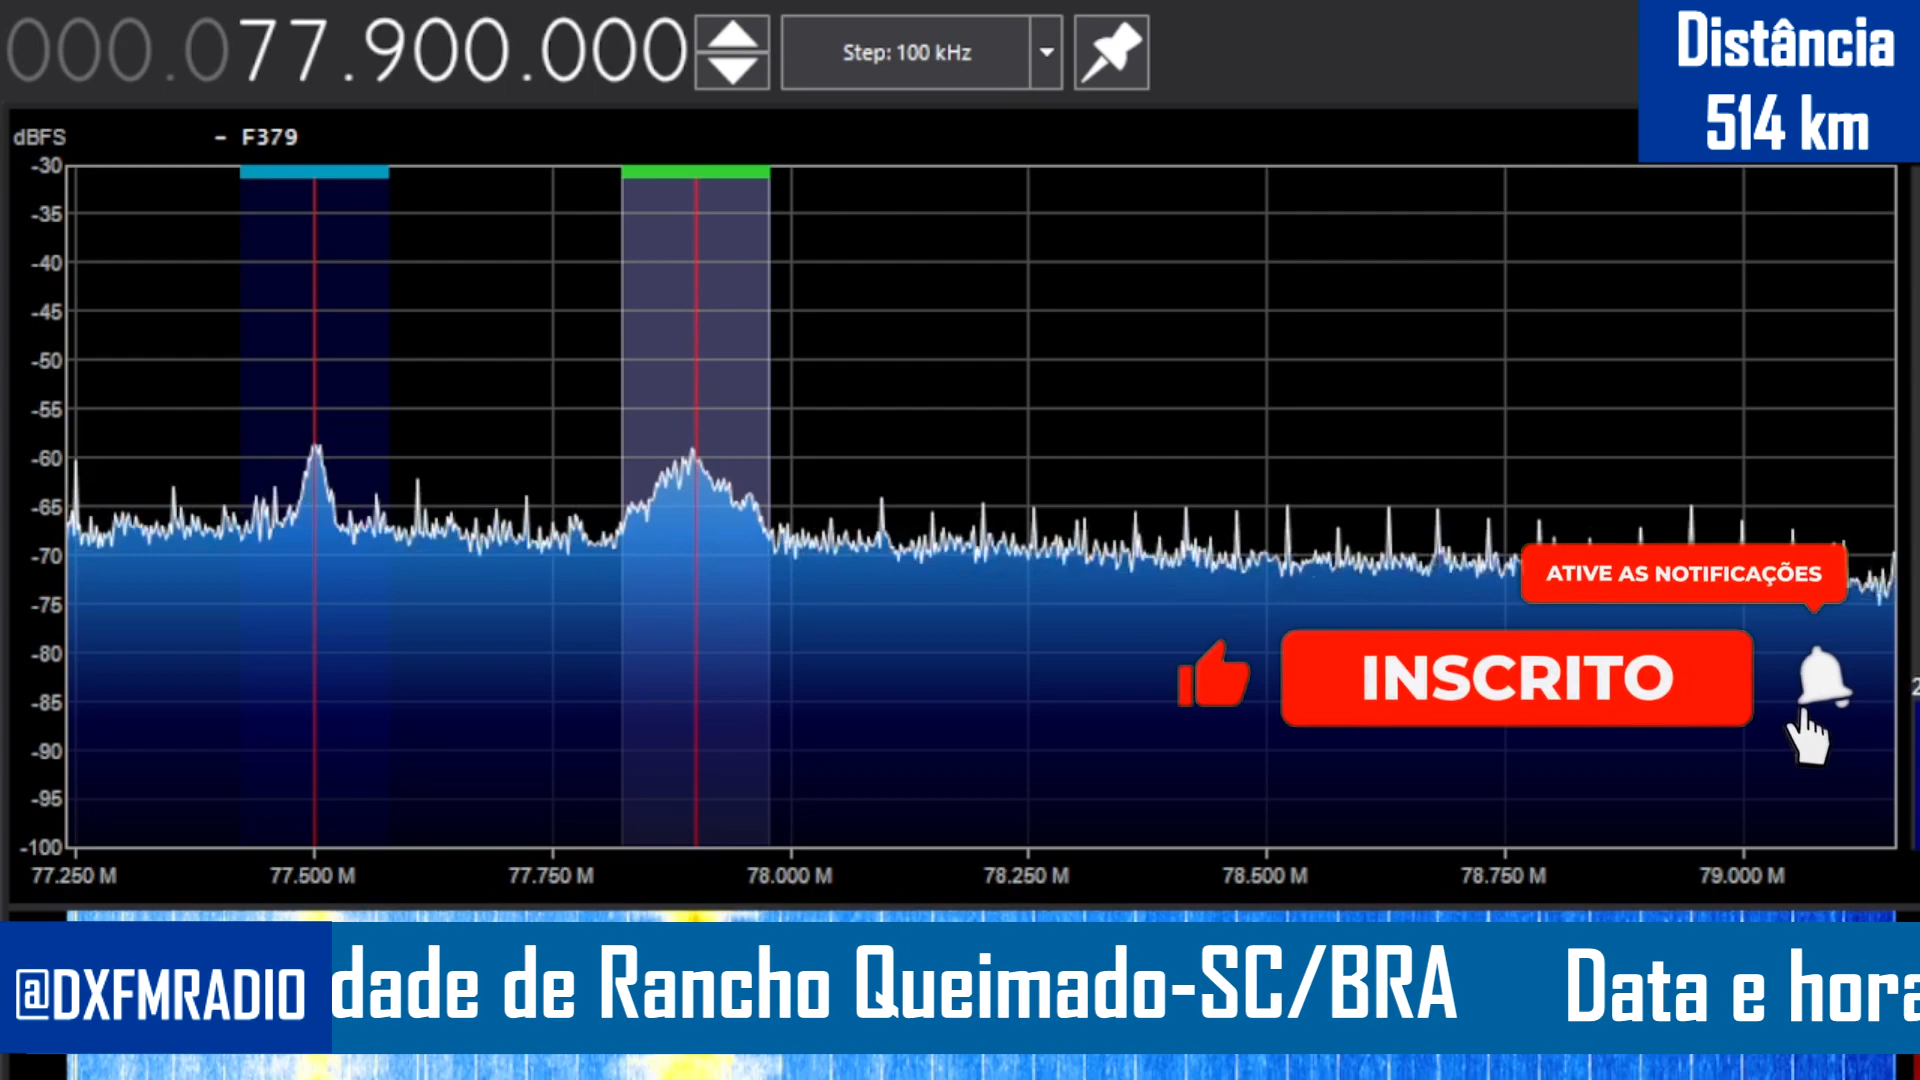 000.077.900.000
Step: 100 kHz
Distância
514 km
dBFS
- F379
-30
-35
-40
-45
-50
-55
-60
-65
-70
-75
-80
-85
-90
-95
-100
ATIVE AS NOTIFICAÇÕES
INSCRITO
77.250 M 77.500 M 77.750 M 78.000 M 78.250 M 78.500 M 78.750 M 79.000 M
@DXFMRADIO
dade de Rancho Queimado-SC/BRA Data e hora